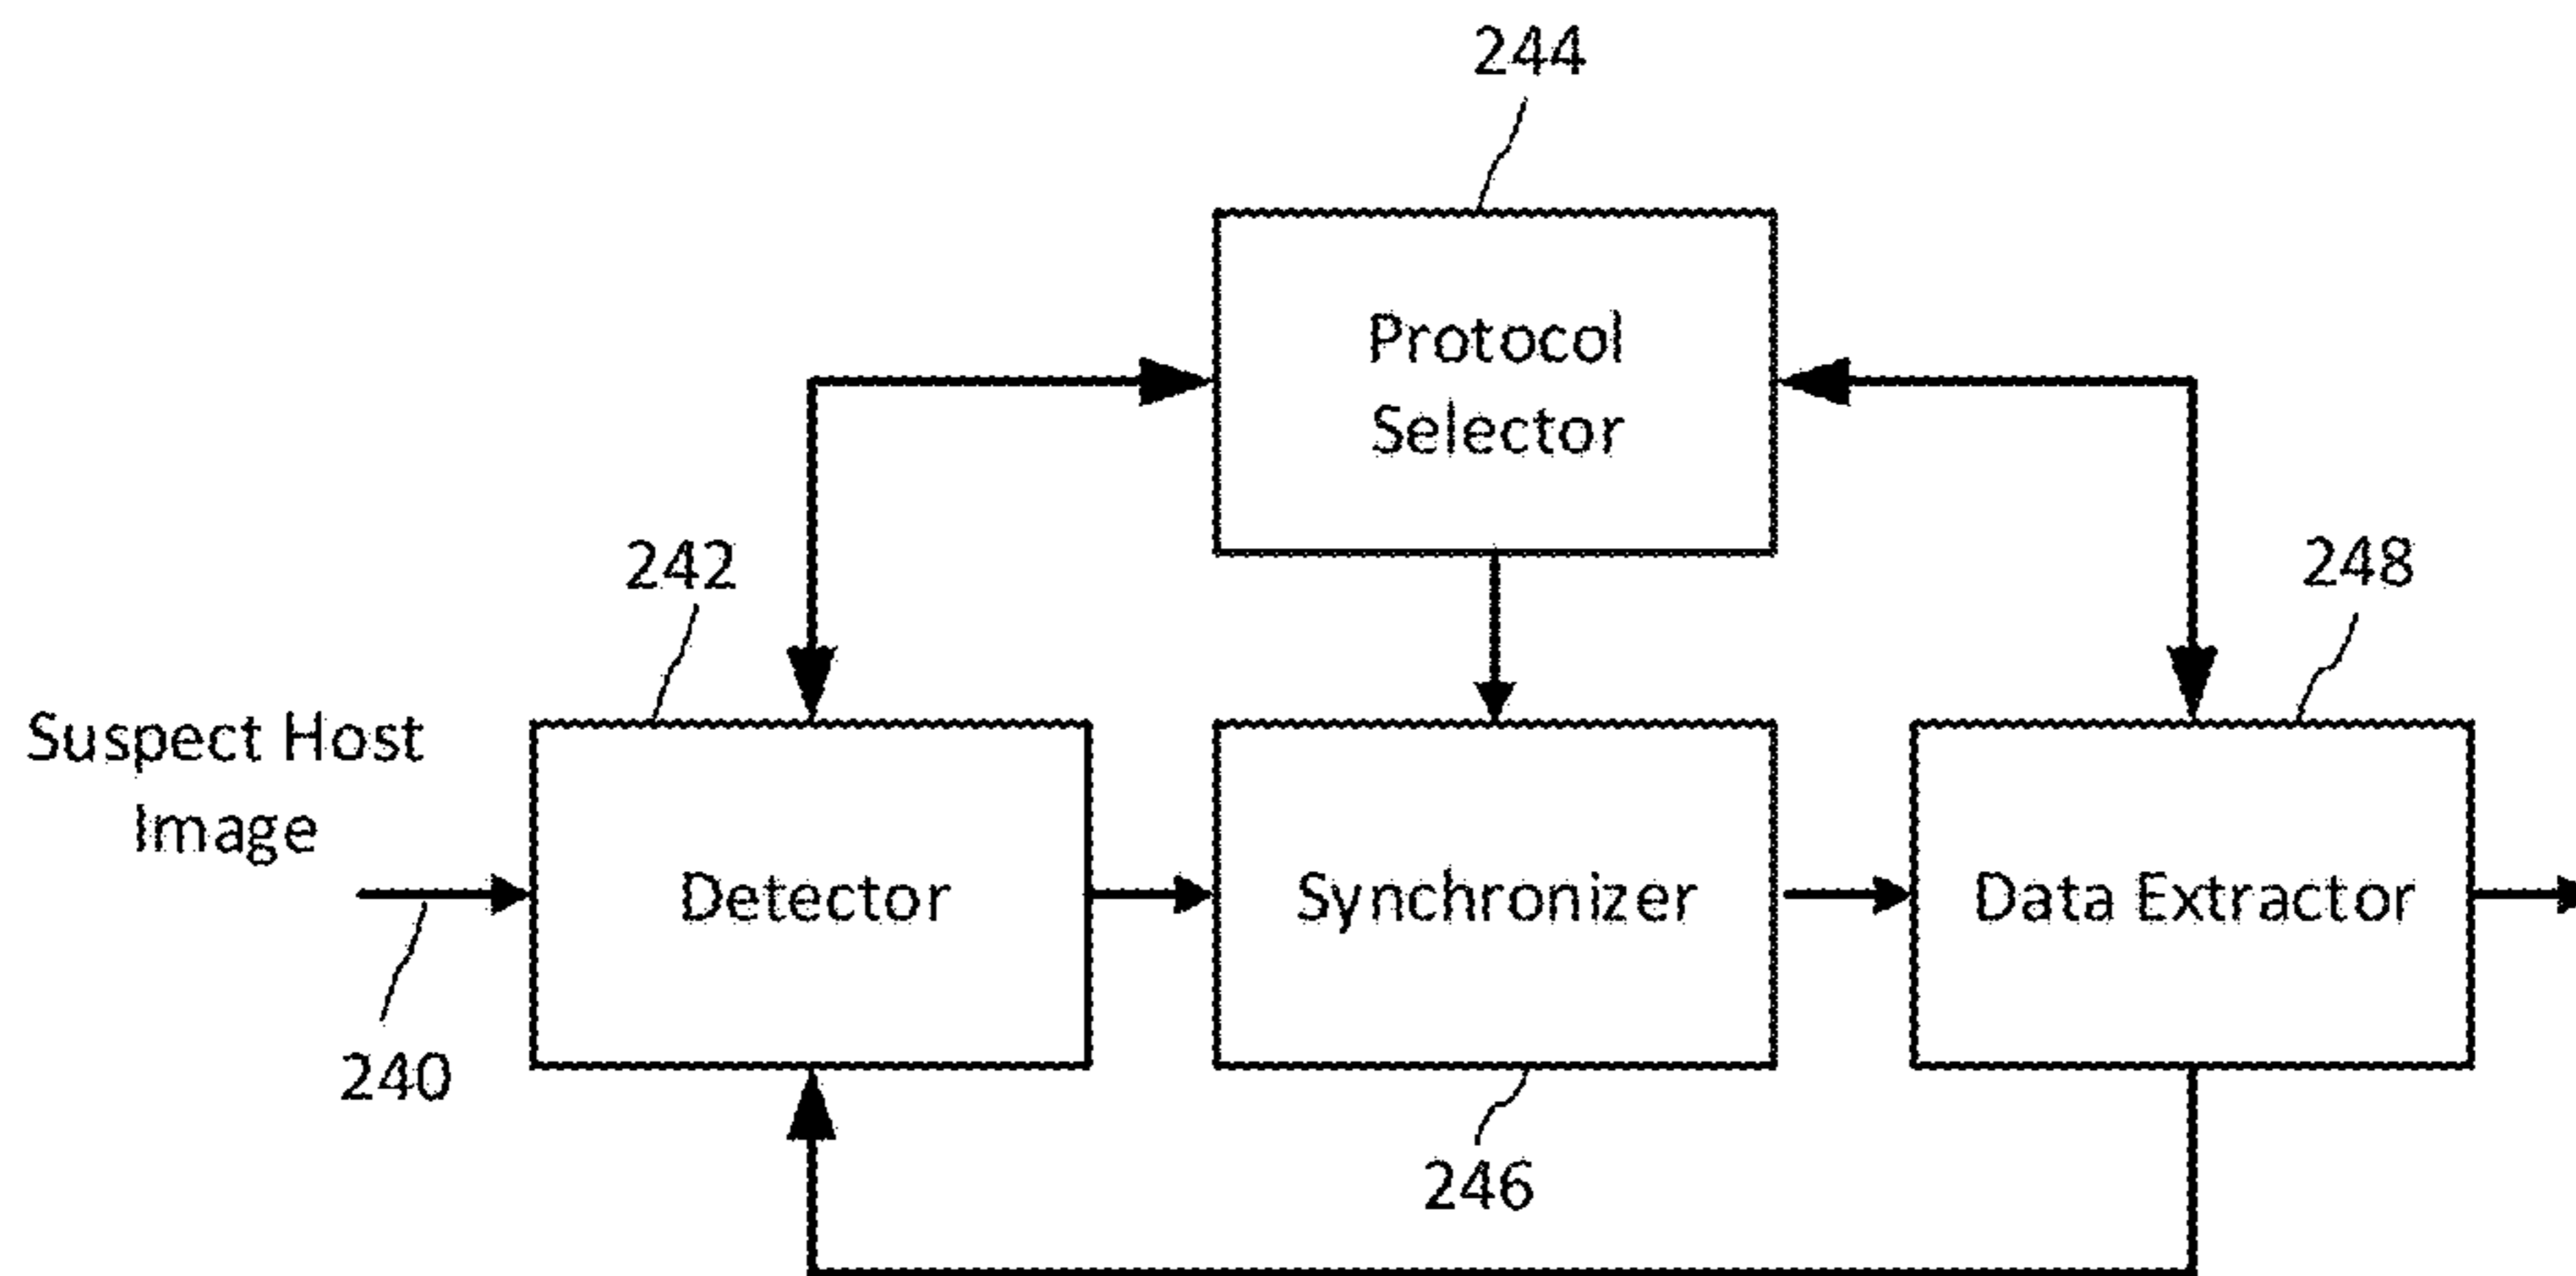 244
Protocol
Selector
242
248
Suspect Host
Image
Detector
Synchronizer
Data Extractor
240
246